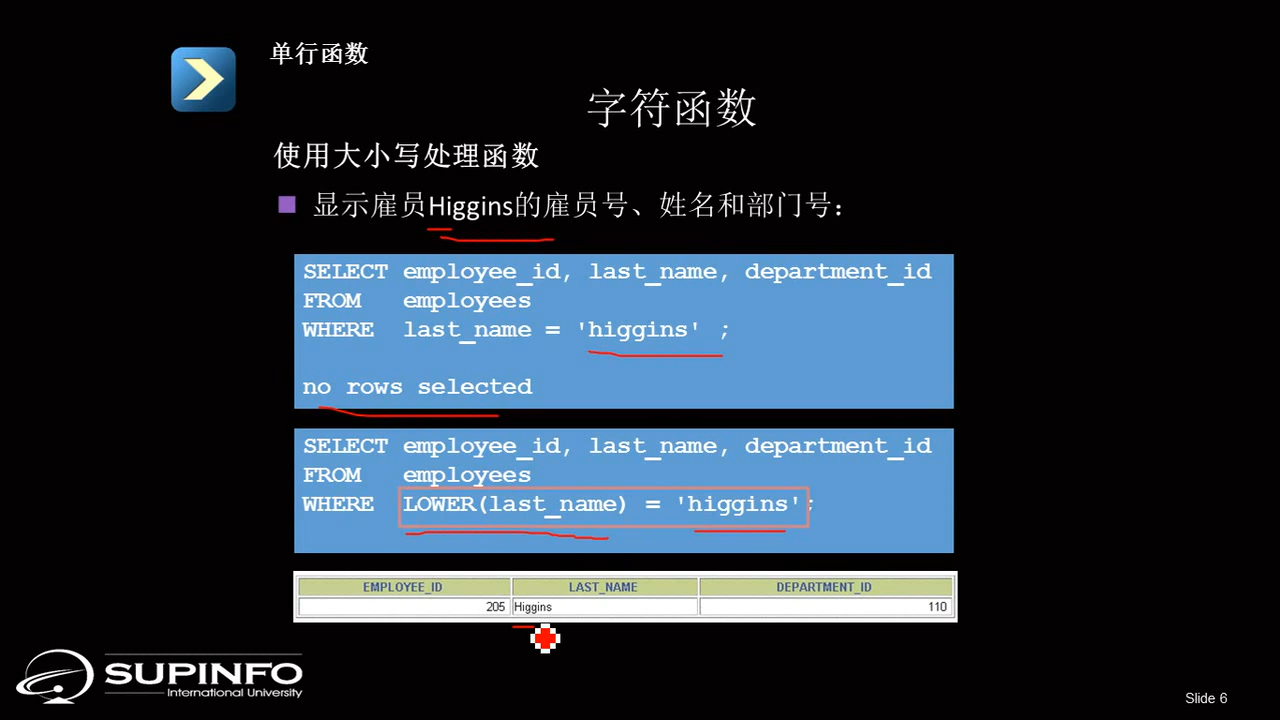 单行函数
字符函数
使用大小写处理函数
显示雇员Higgins的雇员号、姓名和部门号：
SELECT employee_id, last_name, department_id
FROM employees
WHERE last_name = 'higgins' ;
no rows selected
SELECT employee_id, last_name, department_id
FROM employees
WHERE LOWER(last_name) = 'higgins';
EMPLOYEE_ID LAST_NAME DEPARTMENT_ID
205 Higgins 110
SUPINFO
International University
Slide 6